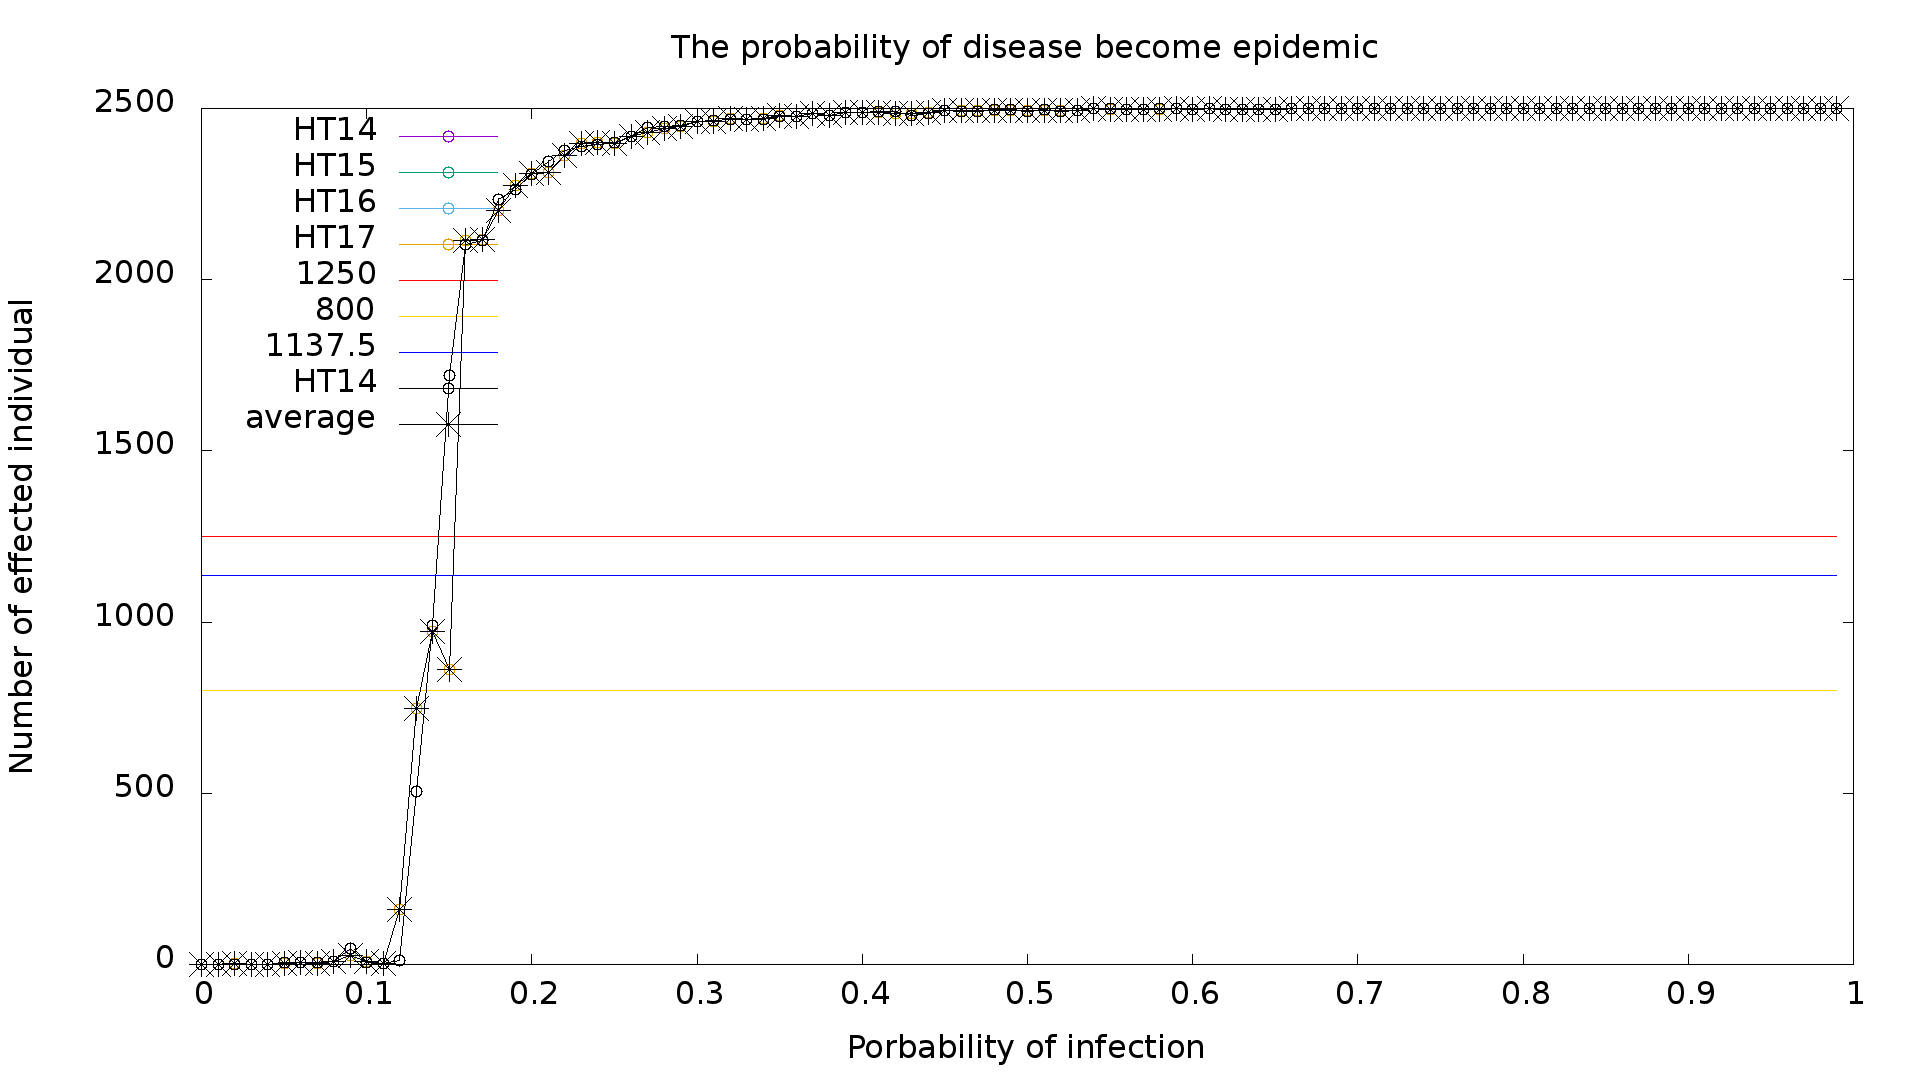 The probability of disease become epidemic
2500
2000
1500
1000
500
0
Number of effected individual
HT14
HT15
HT16
HT17
1250
800
1137.5
HT14
average
0 0.1 0.2 0.3 0.4 0.5 0.6 0.7 0.8 0.9 1
Porbability of infection